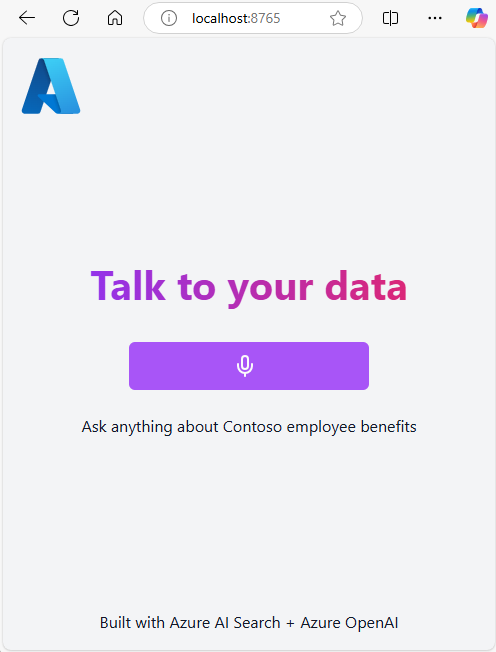 localhost:8765
Talk to your data
Ask anything about Contoso employee benefits
Built with Azure AI Search + Azure OpenAI